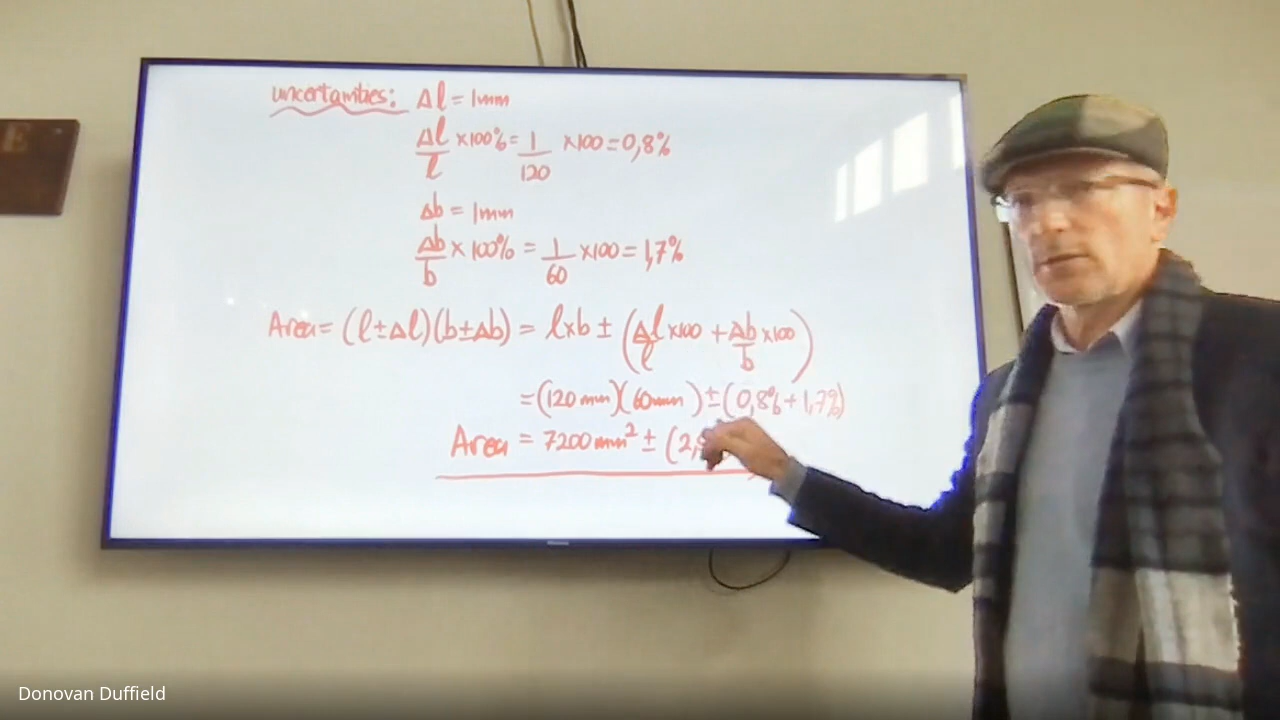 E
uncertainties: Δl = 1mm
Δl/l ×100% = 1/120 ×100 = 0,8%
Δb = 1mm
Δb/b × 100% = 1/60 ×100 = 1,7%
Area = (l±Δl)(b±Δb) = l×b ± (Δl/l ×100 + Δb/b ×100)
= (120 mm)(60mm) ± (0,8% + 1,7%)
Area = 7200 mm² ± (2,
Donovan Duffield